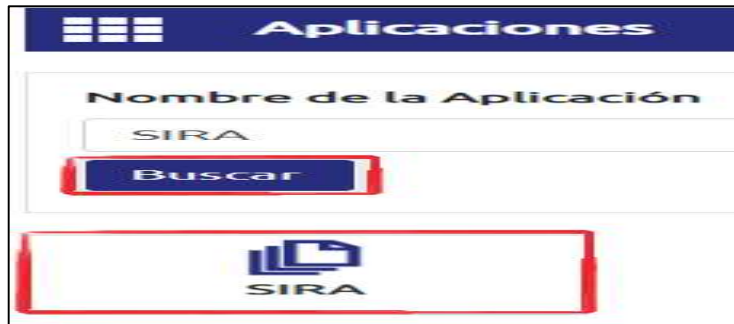 Aplicaciones
Nombre de la Aplicación
SIRA
Buscar
SIRA